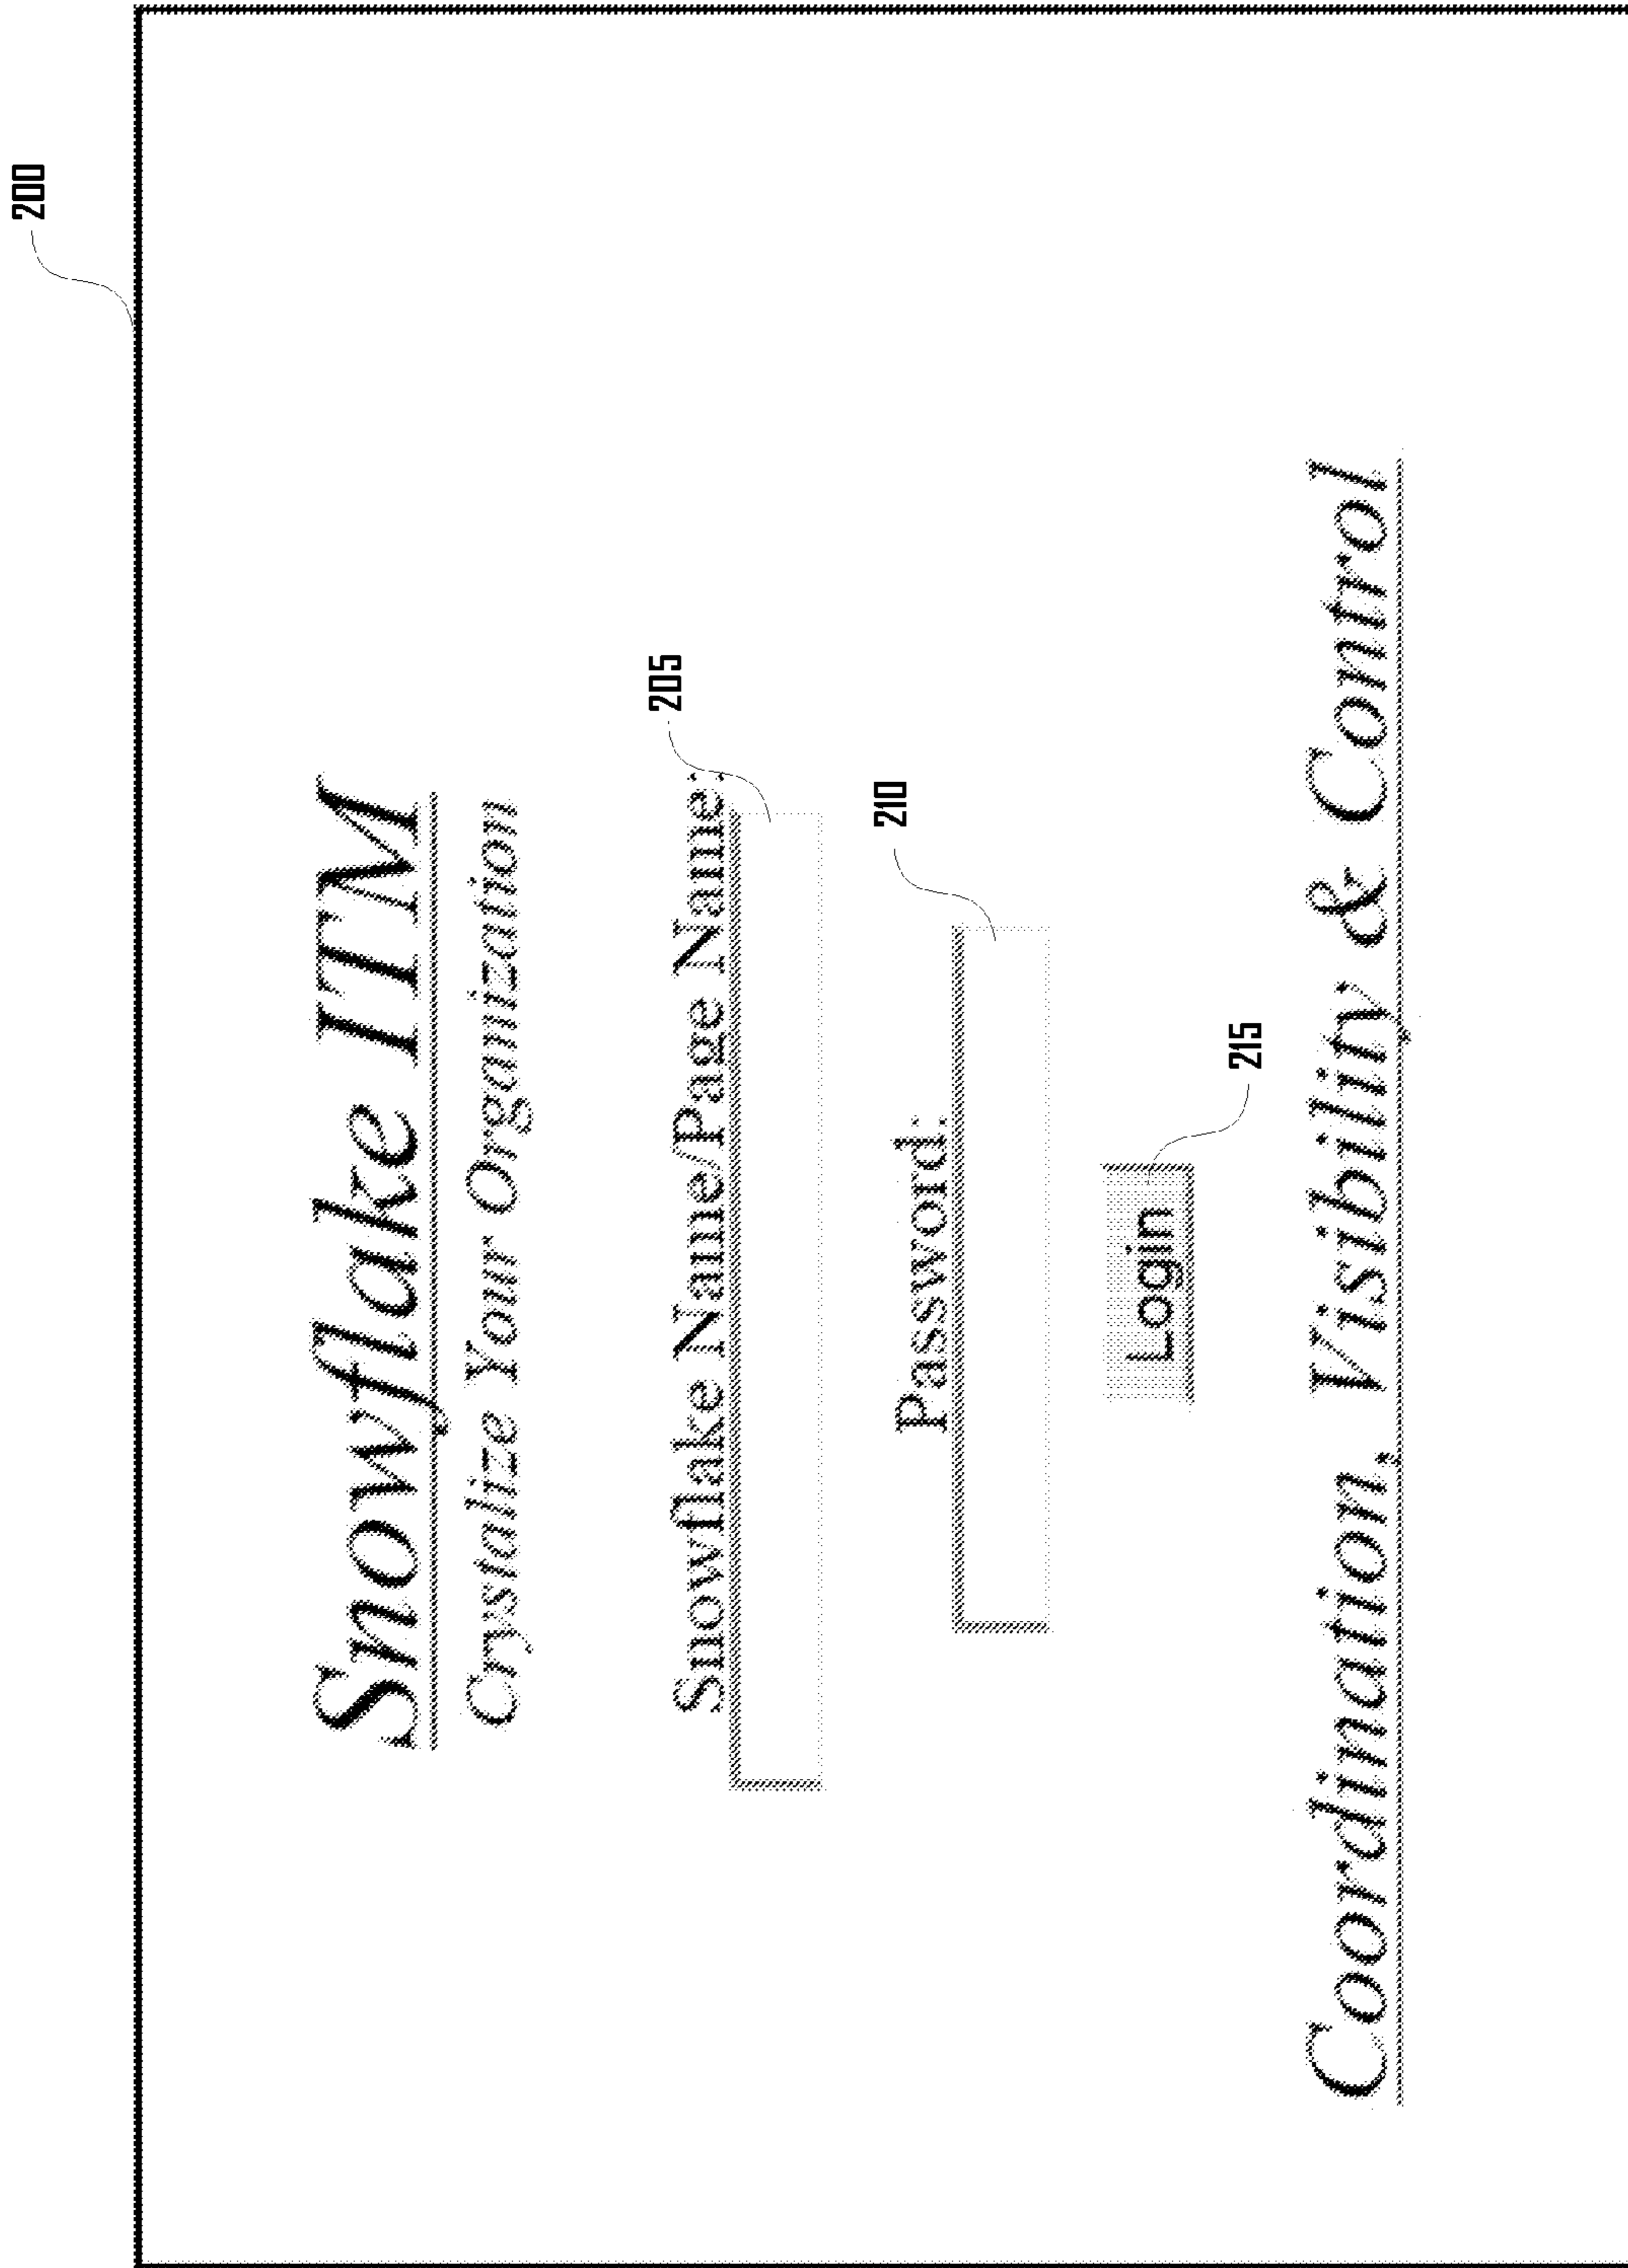 200
Snowflake ITM
Crystalize Your Organization
Snowflake Name/Page Name:
205
Password:
210
Login
215
Coordination, Visibility & Control